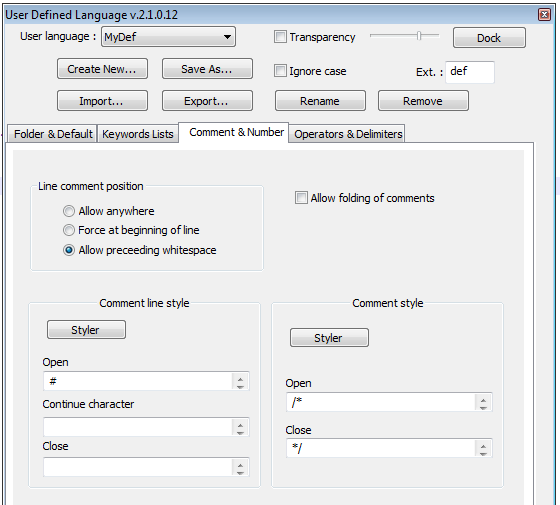 User Defined Language v.2.1.0.12
User language : MyDef Transparency Dock
Create New... Save As... Ignore case Ext. : def
Import... Export... Rename Remove
Folder & Default Keywords Lists Comment & Number Operators & Delimiters
Line comment position
Allow folding of comments
Allow anywhere
Force at beginning of line
Allow preceeding whitespace
Comment line style Comment style
Styler Styler
Open
#
Continue character
Close
Open
/*
Close
*/